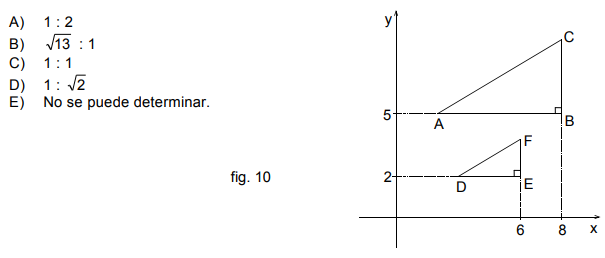 A) 1 : 2
B) √13 : 1
C) 1 : 1
D) 1 : √2
E) No se puede determinar.
fig. 10
y
C
5
A
B
F
2
D
E
6
8
x